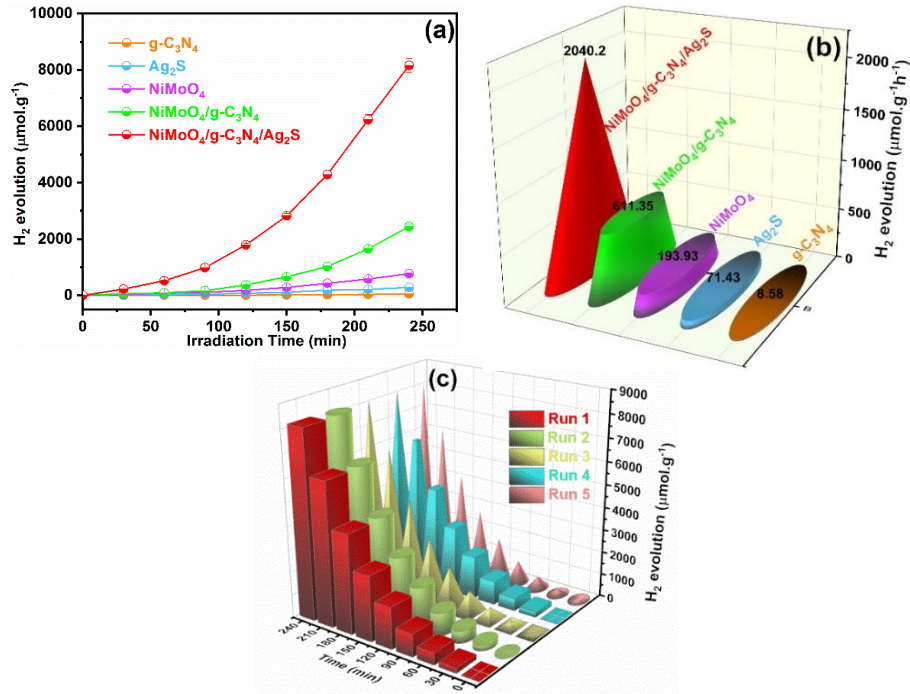 (a)
10000
8000
6000
4000
2000
0
H₂ evolution (μmol.g⁻¹)
g-C₃N₄
Ag₂S
NiMoO₄
NiMoO₄/g-C₃N₄
NiMoO₄/g-C₃N₄/Ag₂S
0 50 100 150 200 250
Irradiation Time (min)
(b)
2040.2
611.35
193.93
71.43
8.58
NiMoO₄/g-C₃N₄/Ag₂S
NiMoO₄/g-C₃N₄
NiMoO₄
Ag₂S
g-C₃N₄
2000
1500
1000
500
0
H₂ evolution (μmol.g⁻¹h⁻¹)
B
(c)
Run 1
Run 2
Run 3
Run 4
Run 5
9000
8000
7000
6000
5000
4000
3000
2000
1000
0
H₂ evolution (μmol.g⁻¹)
240 210 180 150 120 90 60 30 0
Time (min)